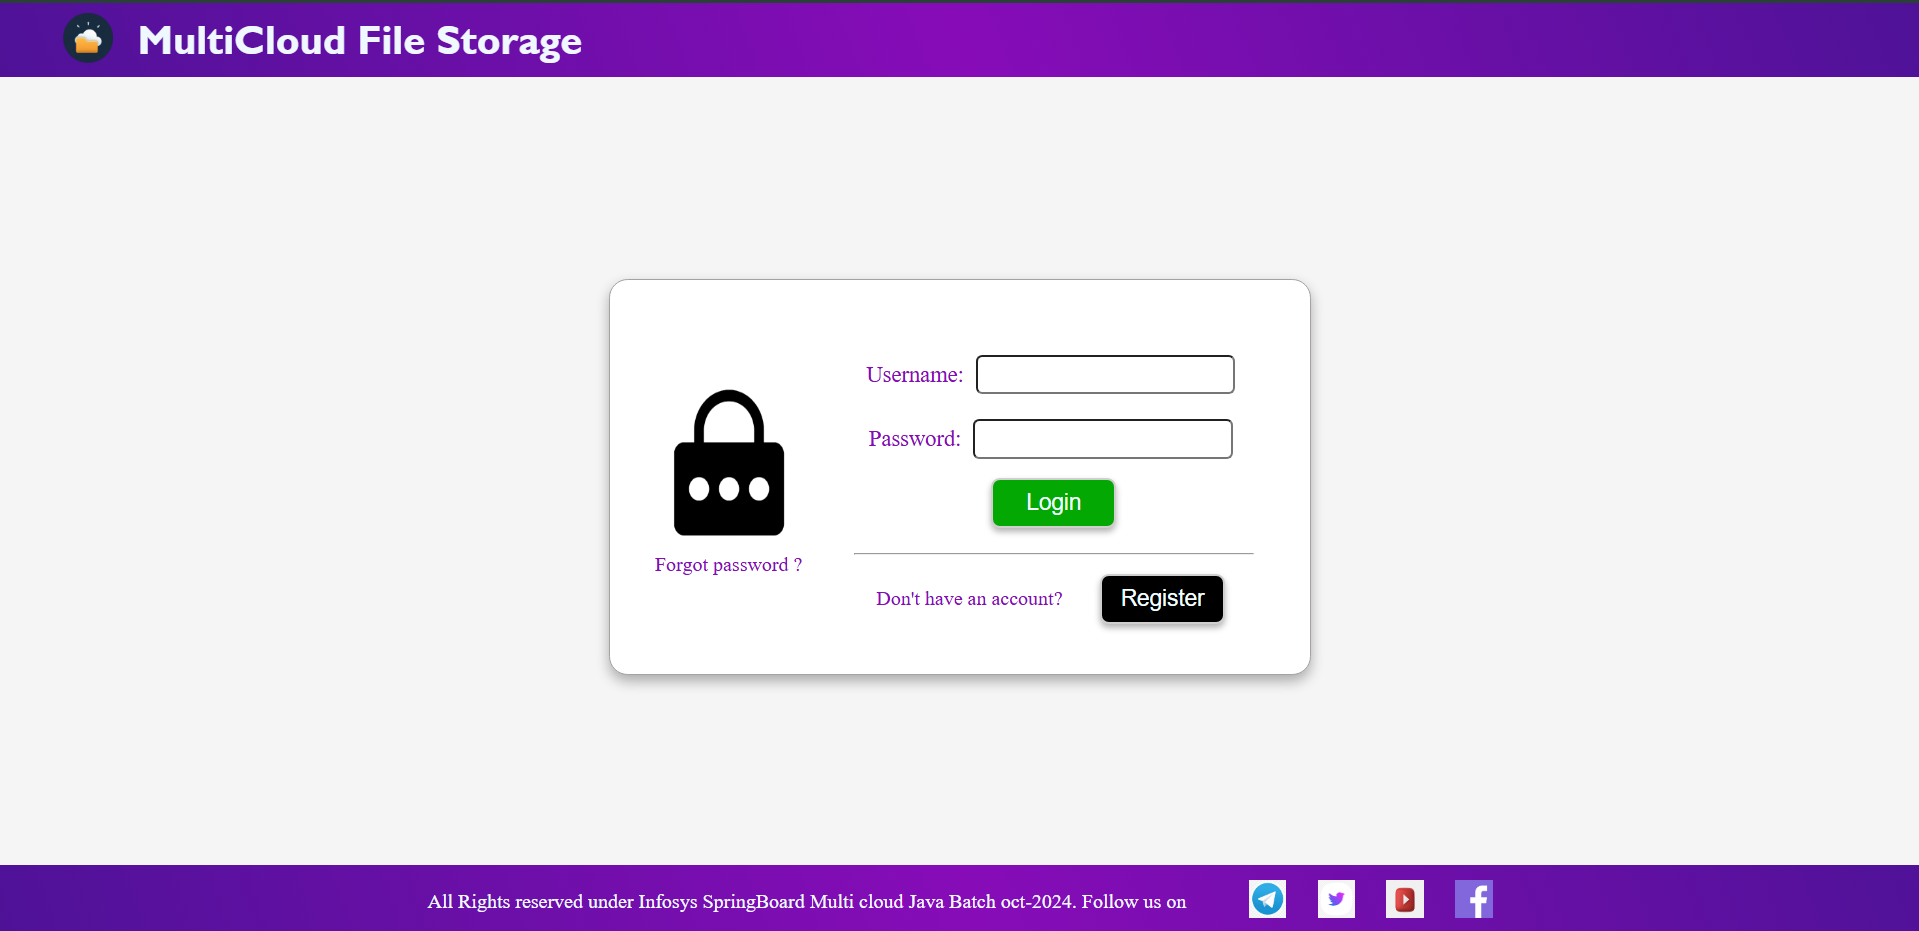 MultiCloud File Storage
Username:
Password:
Login
Forgot password ?
Don't have an account?
Register
All Rights reserved under Infosys SpringBoard Multi cloud Java Batch oct-2024. Follow us on